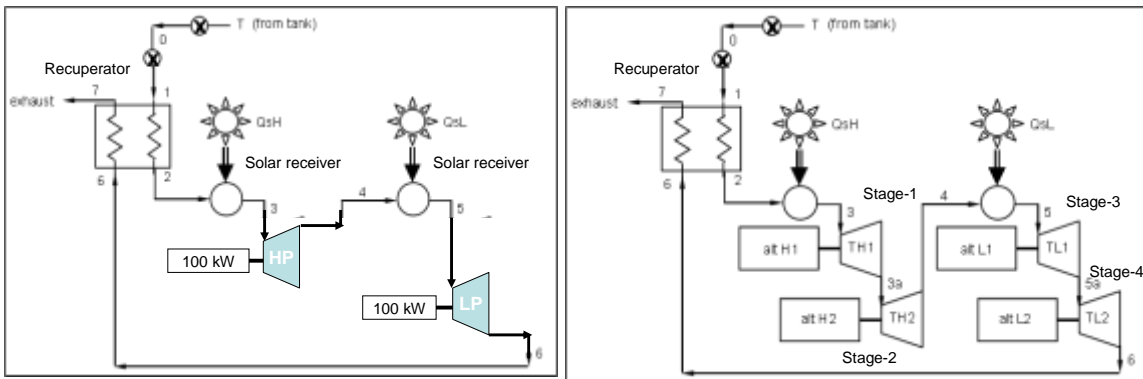 T (from tank)
0
Recuperator
7
1
exhaust
QsH
QsL
Solar receiver
Solar receiver
6
2
3
4
5
HP
100 kW
LP
100 kW
6
T (from tank)
0
Recuperator
7
1
exhaust
QsH
QsL
6
2
Stage-1
3
4
5
Stage-3
alt H1
TH1
alt L1
TL1
3a
5a
Stage-4
alt H2
TH2
alt L2
TL2
Stage-2
6